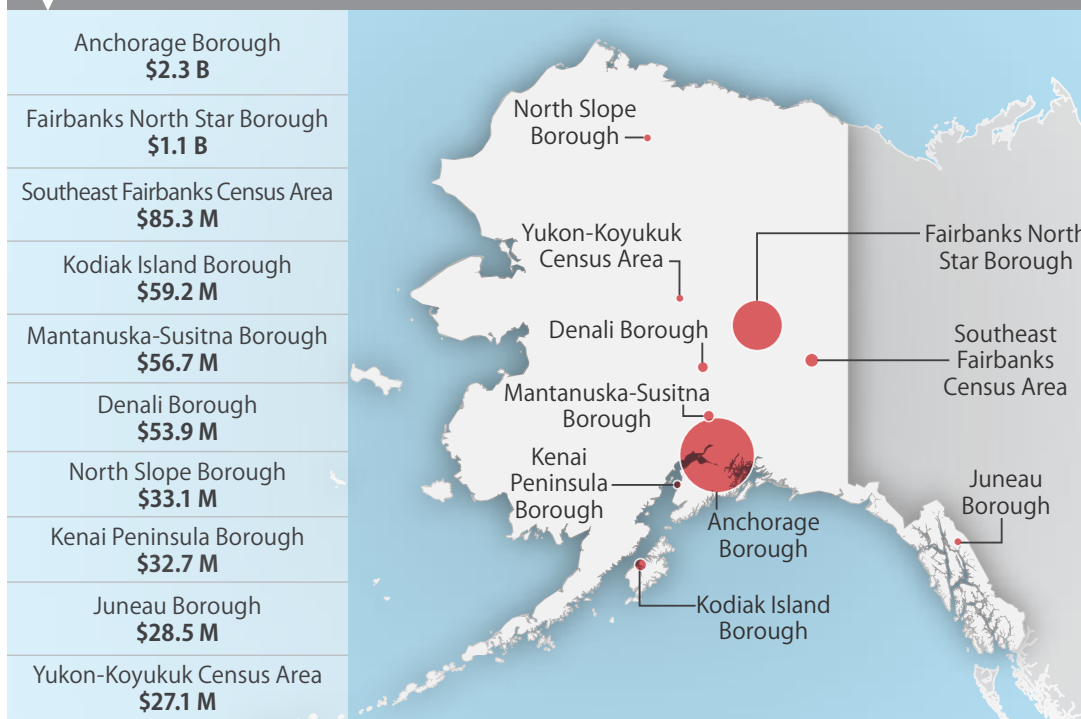 Anchorage Borough
$2.3 B
Fairbanks North Star Borough
$1.1 B
Southeast Fairbanks Census Area
$85.3 M
Kodiak Island Borough
$59.2 M
Mantanuska-Susitna Borough
$56.7 M
Denali Borough
$53.9 M
North Slope Borough
$33.1 M
Kenai Peninsula Borough
$32.7 M
Juneau Borough
$28.5 M
Yukon-Koyukuk Census Area
$27.1 M
North Slope
Borough
Yukon-Koyukuk
Census Area
Fairbanks North
Star Borough
Denali Borough
Southeast
Fairbanks
Census Area
Mantanuska-Susitna
Borough
Kenai
Peninsula
Borough
Anchorage
Borough
Juneau
Borough
Kodiak Island
Borough